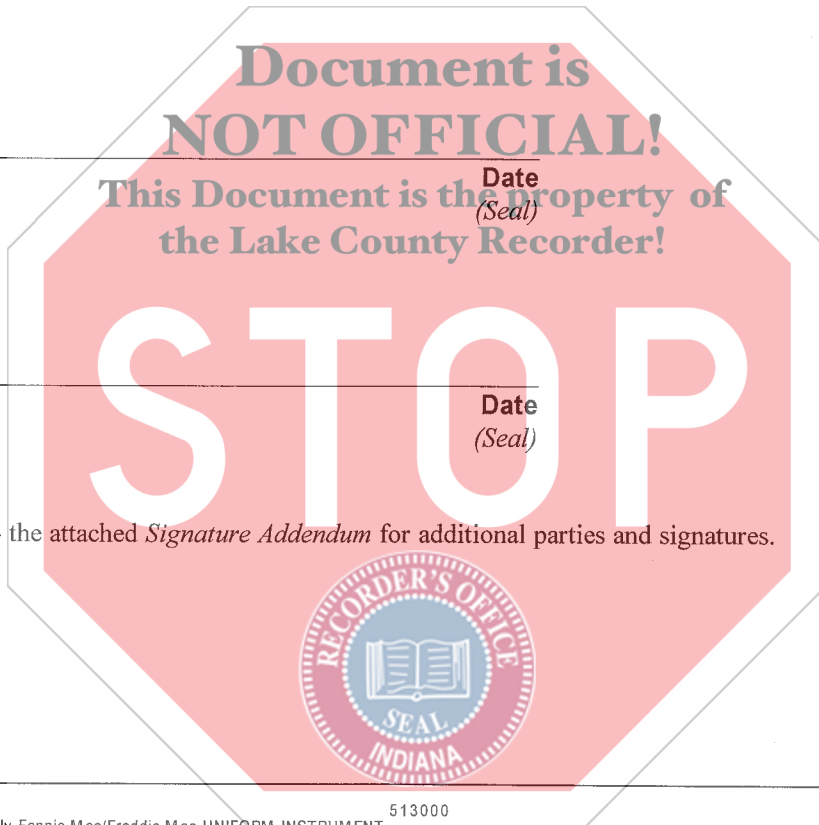 Document is
NOT OFFICIAL!
Date
This Document is the property of
(Seal)
the Lake County Recorder!
STOP
Date
(Seal)
the attached Signature Addendum for additional parties and signatures.
RECORDER'S OFFICE
SEAL
INDIANA
513000
Fannie Mae/Freddie Mac UNIFORM INSTRUMENT